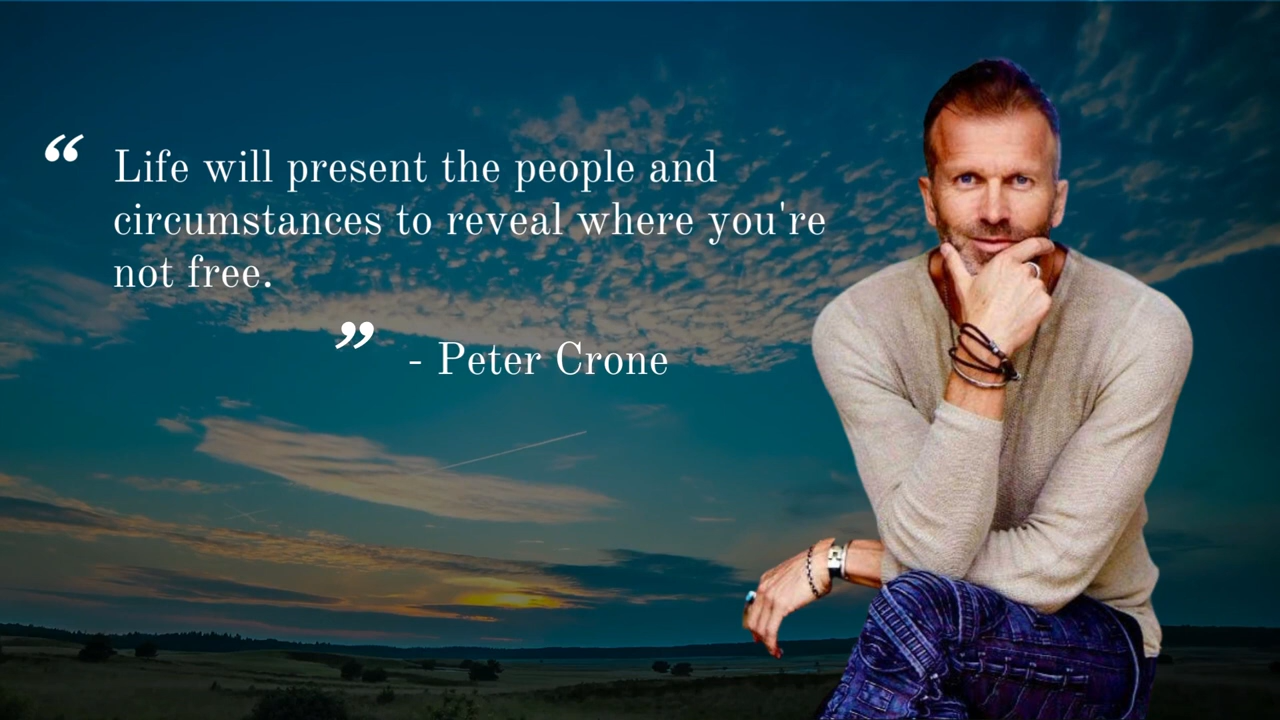 “ Life will present the people and
circumstances to reveal where you're
not free.
” - Peter Crone